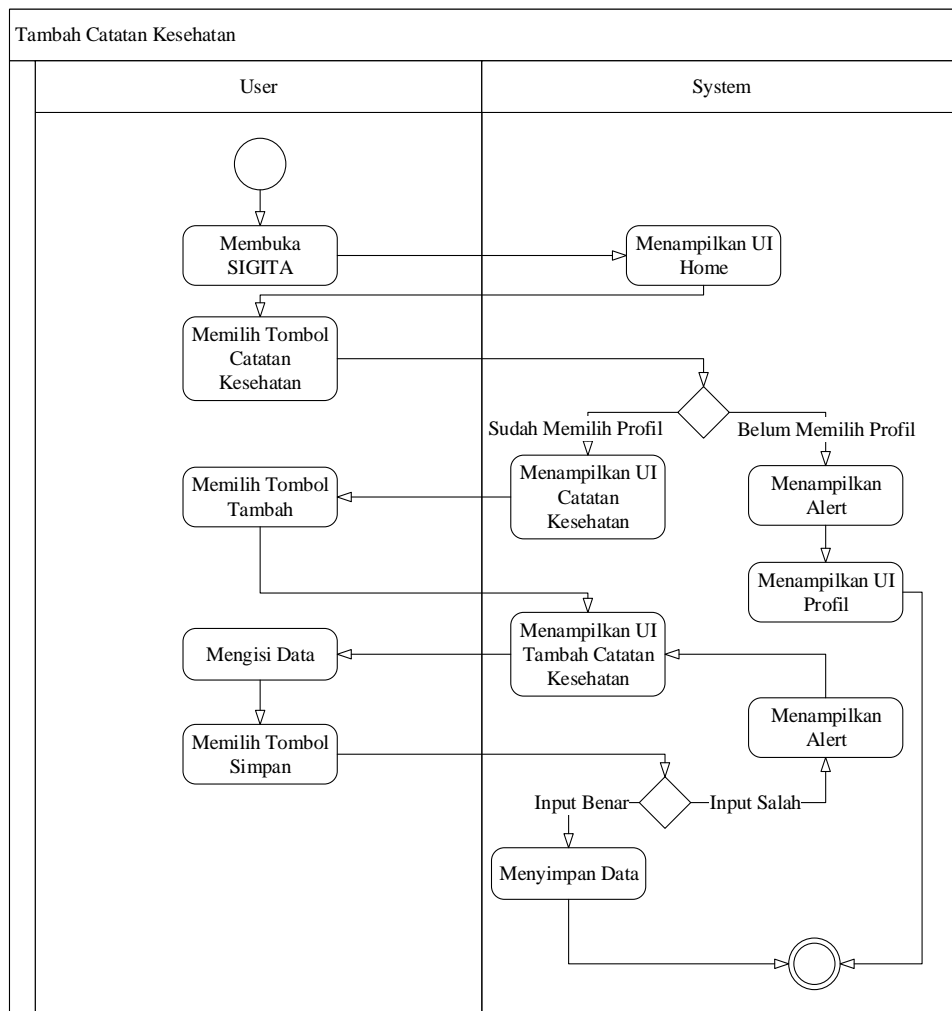 Tambah Catatan Kesehatan
User
System
Membuka
SIGITA
Menampilkan UI
Home
Memilih Tombol
Catatan
Kesehatan
Sudah Memilih Profil
Belum Memilih Profil
Memilih Tombol
Tambah
Menampilkan UI
Catatan
Kesehatan
Menampilkan
Alert
Menampilkan UI
Profil
Menampilkan UI
Tambah Catatan
Kesehatan
Mengisi Data
Memilih Tombol
Simpan
Menampilkan
Alert
Input Benar
Input Salah
Menyimpan Data